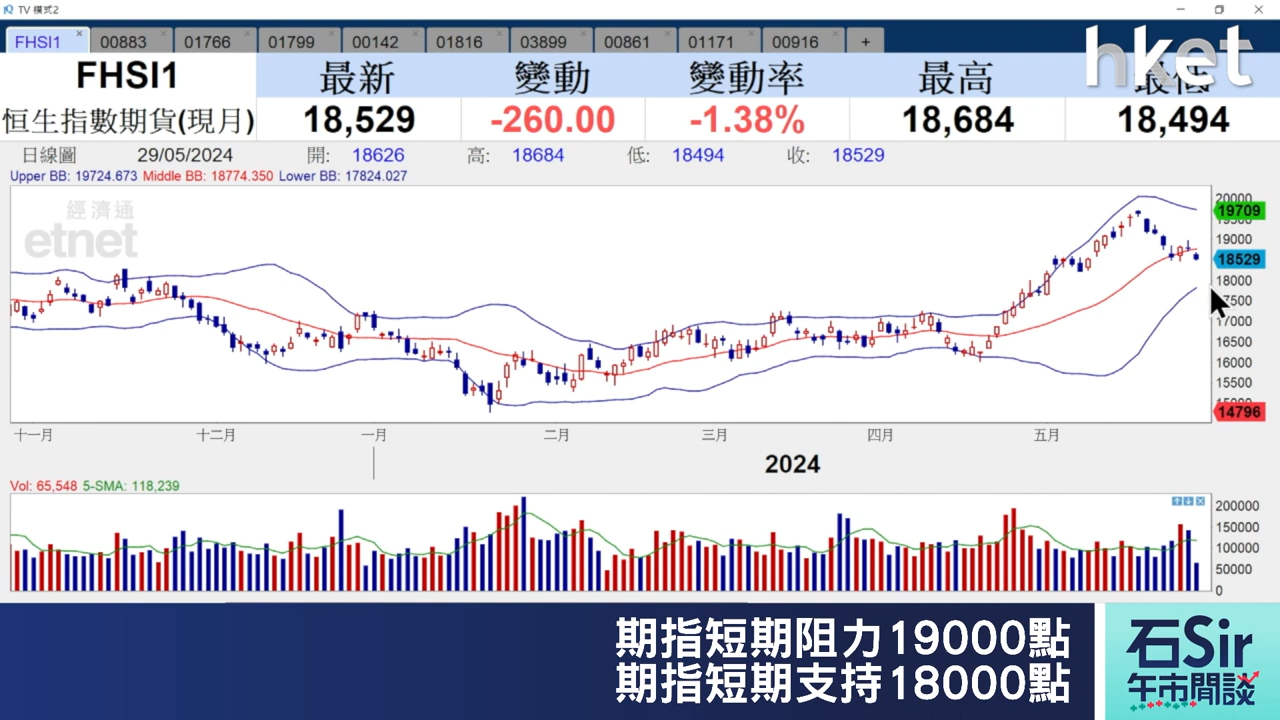 TV 模式2
FHSI1 00883 01766 01799 00142 01816 03899 00861 01171 00916 +
hket
FHSI1 最新 變動 變動率 最高 最低
恒生指數期貨(現月) 18,529 -260.00 -1.38% 18,684 18,494
日線圖 29/05/2024 開: 18626 高: 18684 低: 18494 收: 18529
Upper BB: 19724.673 Middle BB: 18774.350 Lower BB: 17824.027
經濟通
etnet
20000
19709
19500
19000
18529
18000
17500
17000
16500
16000
15500
15000
14796
十一月 十二月 一月 二月 三月 四月 五月
2024
Vol: 65,548 5-SMA: 118,239
200000
150000
100000
50000
0
期指短期阻力19000點
期指短期支持18000點
石Sir
午市閒談